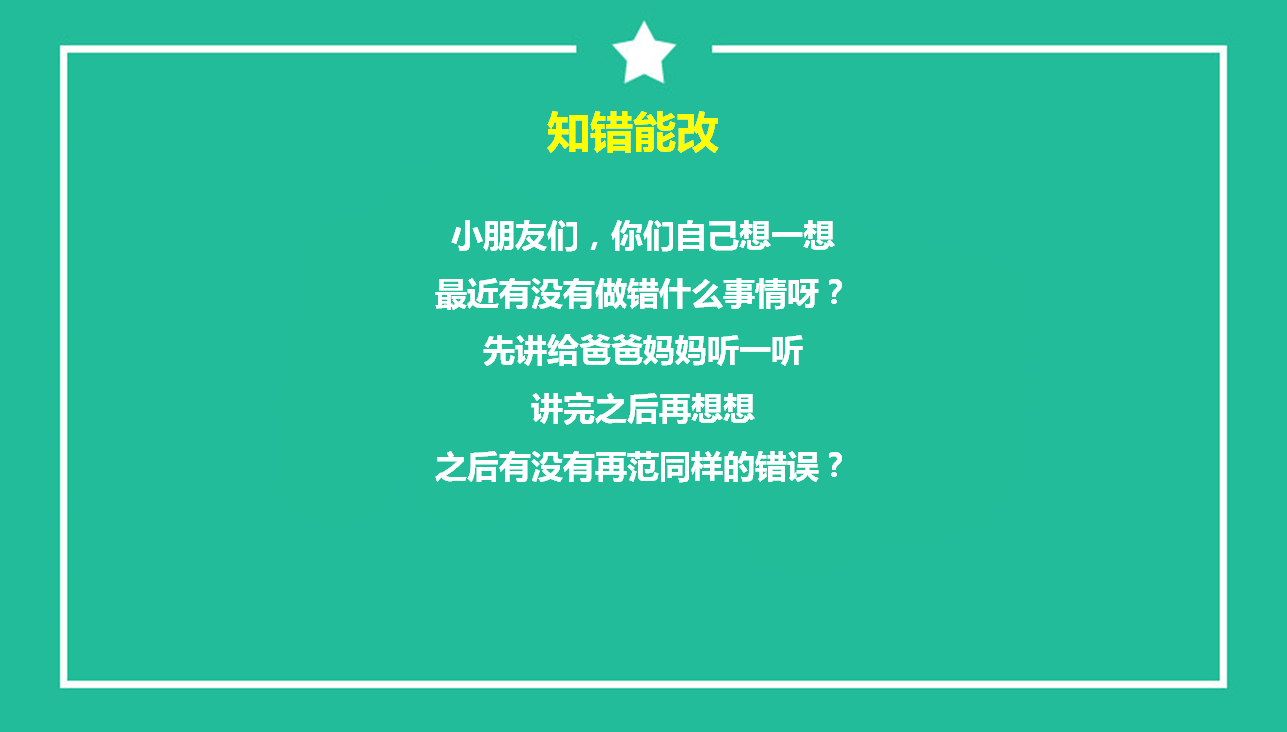 知错能改
小朋友们，你们自己想一想
最近有没有做错什么事情呀？
先讲给爸爸妈妈听一听
讲完之后再想想
之后有没有再范同样的错误？